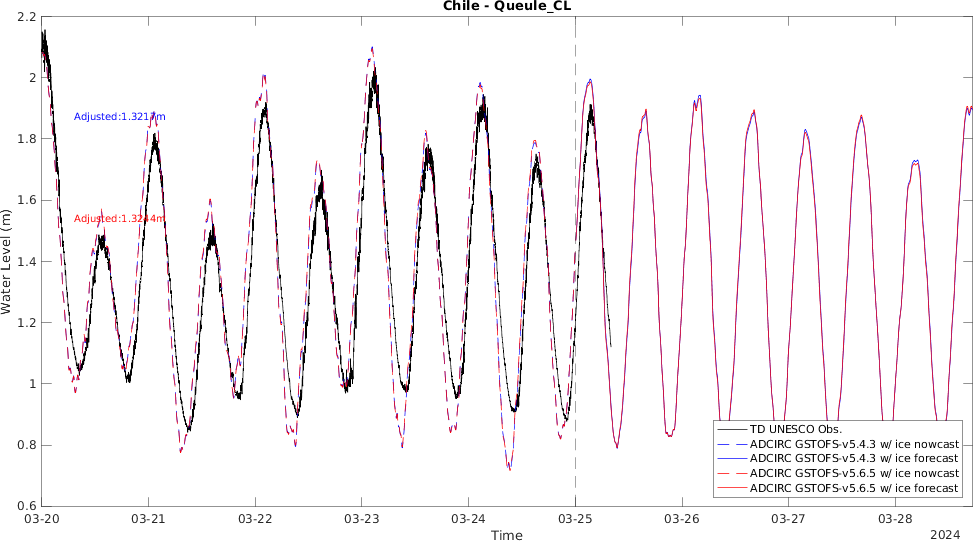 Chile - Queule_CL
2.2
2
1.8
1.6
1.4
1.2
1
0.8
0.6
Water Level (m)
Adjusted:1.3217m
Adjusted:1.3244m
TD UNESCO Obs.
ADCIRC GSTOFS-v5.4.3 w/ ice nowcast
ADCIRC GSTOFS-v5.4.3 w/ ice forecast
ADCIRC GSTOFS-v5.6.5 w/ ice nowcast
ADCIRC GSTOFS-v5.6.5 w/ ice forecast
03-20 03-21 03-22 03-23 03-24 03-25 03-26 03-27 03-28
Time
2024